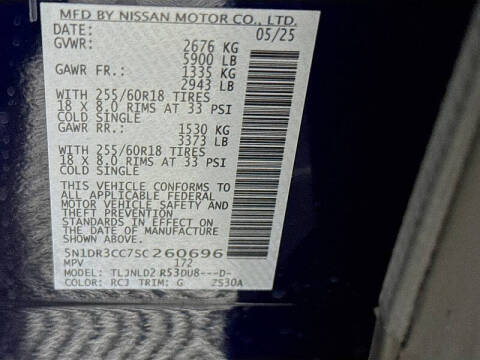 MFD BY NISSAN MOTOR CO., LTD.
DATE: 05/25
GVWR: 2676 KG
5900 LB
GAWR FR.: 1335 KG
2943 LB
WITH 255/60R18 TIRES
18 X 8.0 RIMS AT 33 PSI
COLD SINGLE
GAWR RR.: 1530 KG
3373 LB
WITH 255/60R18 TIRES
18 X 8.0 RIMS AT 33 PSI
COLD SINGLE
THIS VEHICLE CONFORMS TO
ALL APPLICABLE FEDERAL
MOTOR VEHICLE SAFETY
AND THEFT PREVENTION
STANDARDS IN EFFECT ON
THE DATE OF MANUFACTURE
SHOWN ABOVE.
5N1DR3CC7SC260696
MPV 172
MODEL: TLJNLD2 R53DU8---D-
COLOR: RCJ TRIM: G Z530A